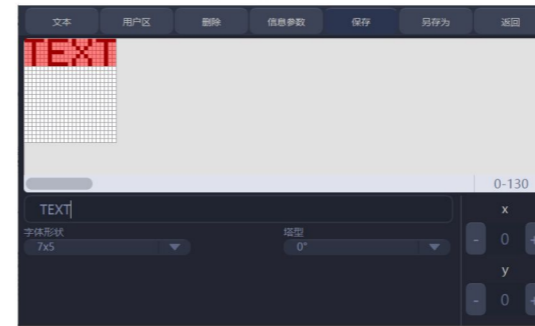 文本 用户区 删除 信息参数 保存 另存为 返回
TEXT
0-130
TEXT
x
字体形状 塔型
7x5 0°
- 0 +
y
- 0 +